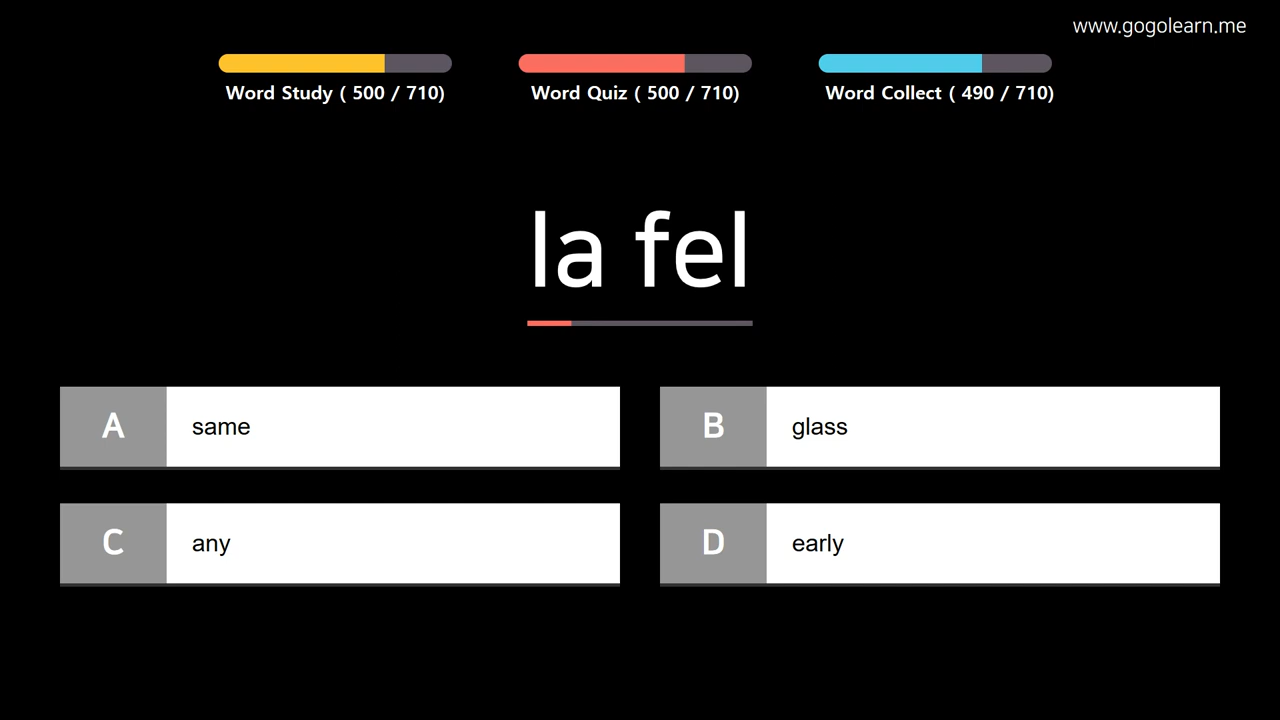 www.gogolearn.me
Word Study ( 500 / 710)
Word Quiz ( 500 / 710)
Word Collect ( 490 / 710)
la fel
A same
B glass
C any
D early